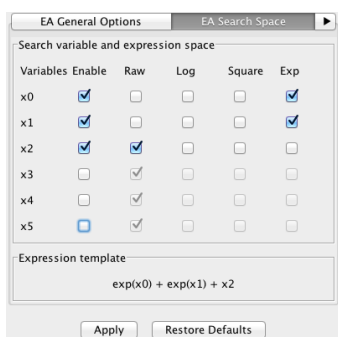 EA General Options EA Search Space
Search variable and expression space
Variables Enable Raw Log Square Exp
x0
x1
x2
x3
x4
x5
Expression template
exp(x0) + exp(x1) + x2
Apply Restore Defaults